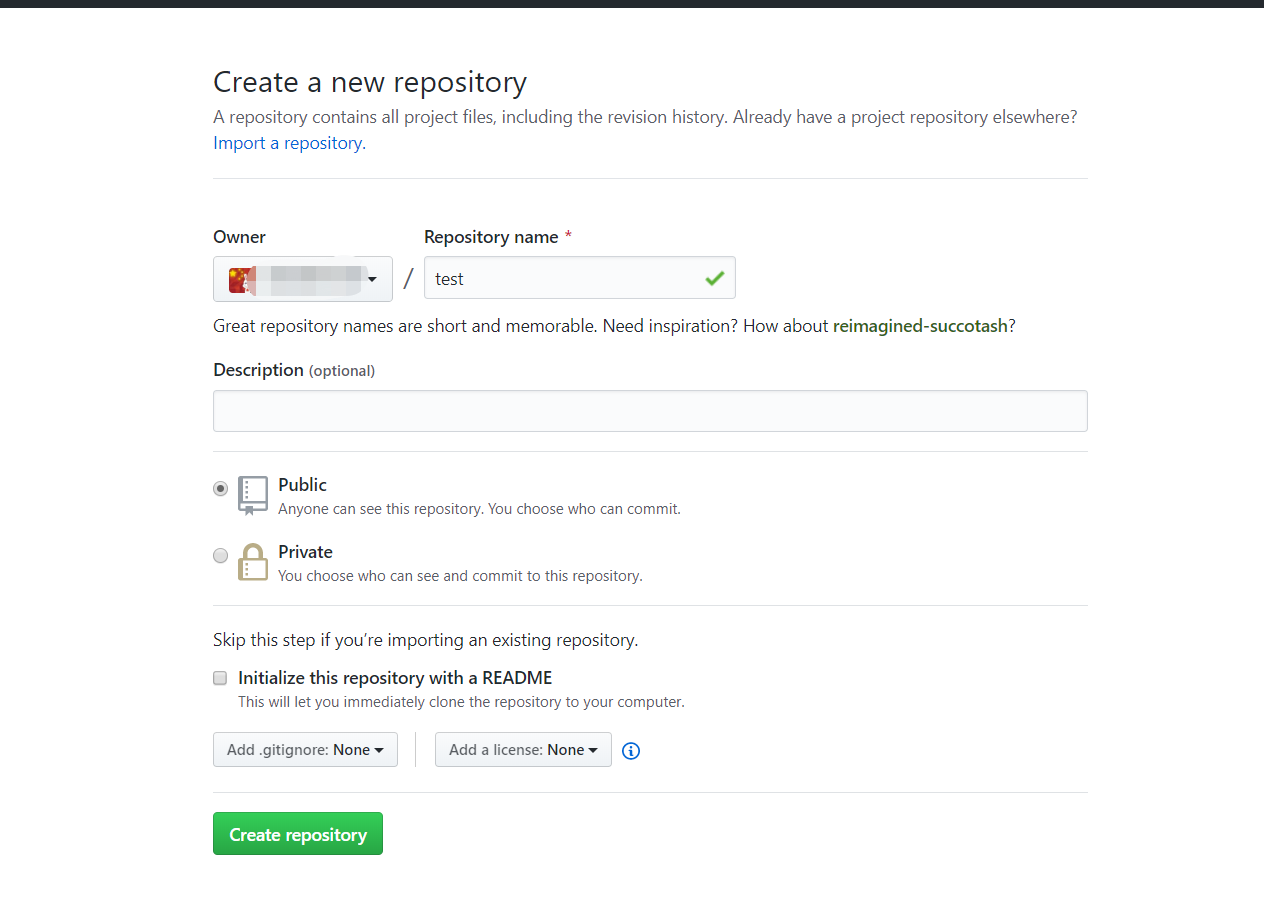 Create a new repository
A repository contains all project files, including the revision history. Already have a project repository elsewhere?
Import a repository.
Owner
Repository name *
/
test
Great repository names are short and memorable. Need inspiration? How about reimagined-succotash?
Description (optional)
Public
Anyone can see this repository. You choose who can commit.
Private
You choose who can see and commit to this repository.
Skip this step if you’re importing an existing repository.
Initialize this repository with a README
This will let you immediately clone the repository to your computer.
Add .gitignore: None
Add a license: None
Create repository